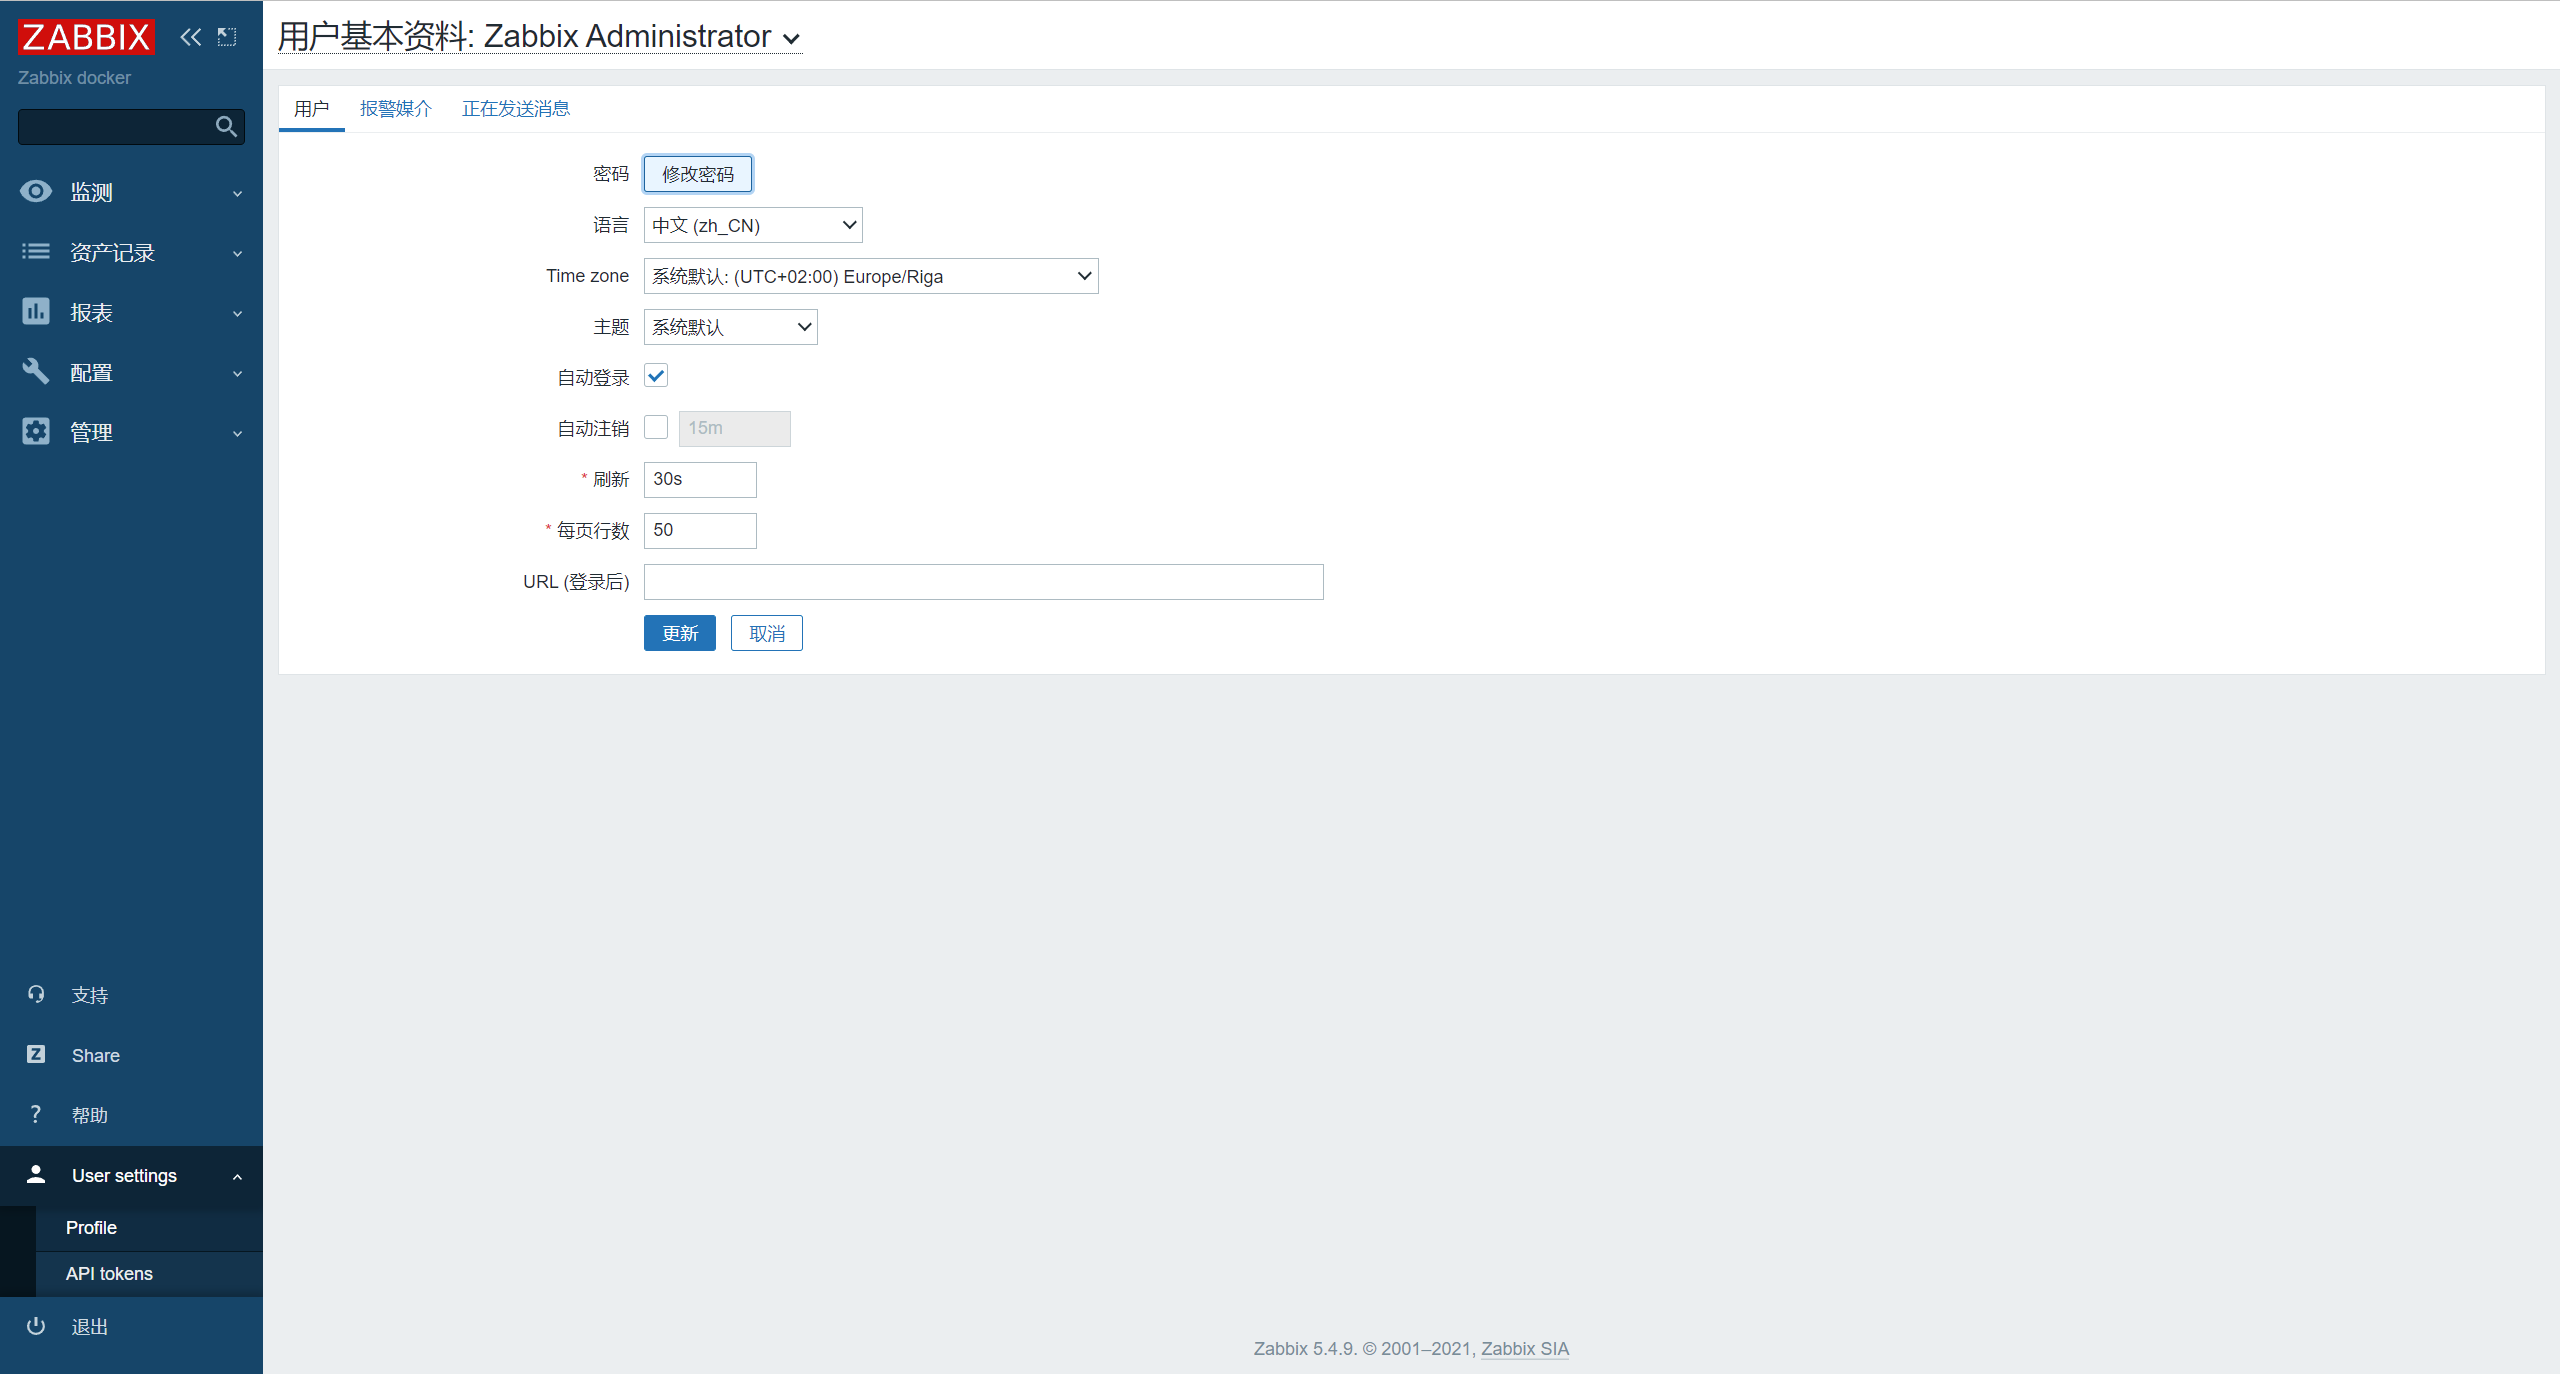 ZABBIX
Zabbix docker
监测
资产记录
报表
配置
管理
支持
Share
帮助
User settings
Profile
API tokens
退出
用户基本资料: Zabbix Administrator
用户 报警媒介 正在发送消息
密码 修改密码
语言 中文 (zh_CN)
Time zone 系统默认: (UTC+02:00) Europe/Riga
主题 系统默认
自动登录
自动注销 15m
* 刷新 30s
* 每页行数 50
URL (登录后)
更新 取消
Zabbix 5.4.9. © 2001–2021, Zabbix SIA